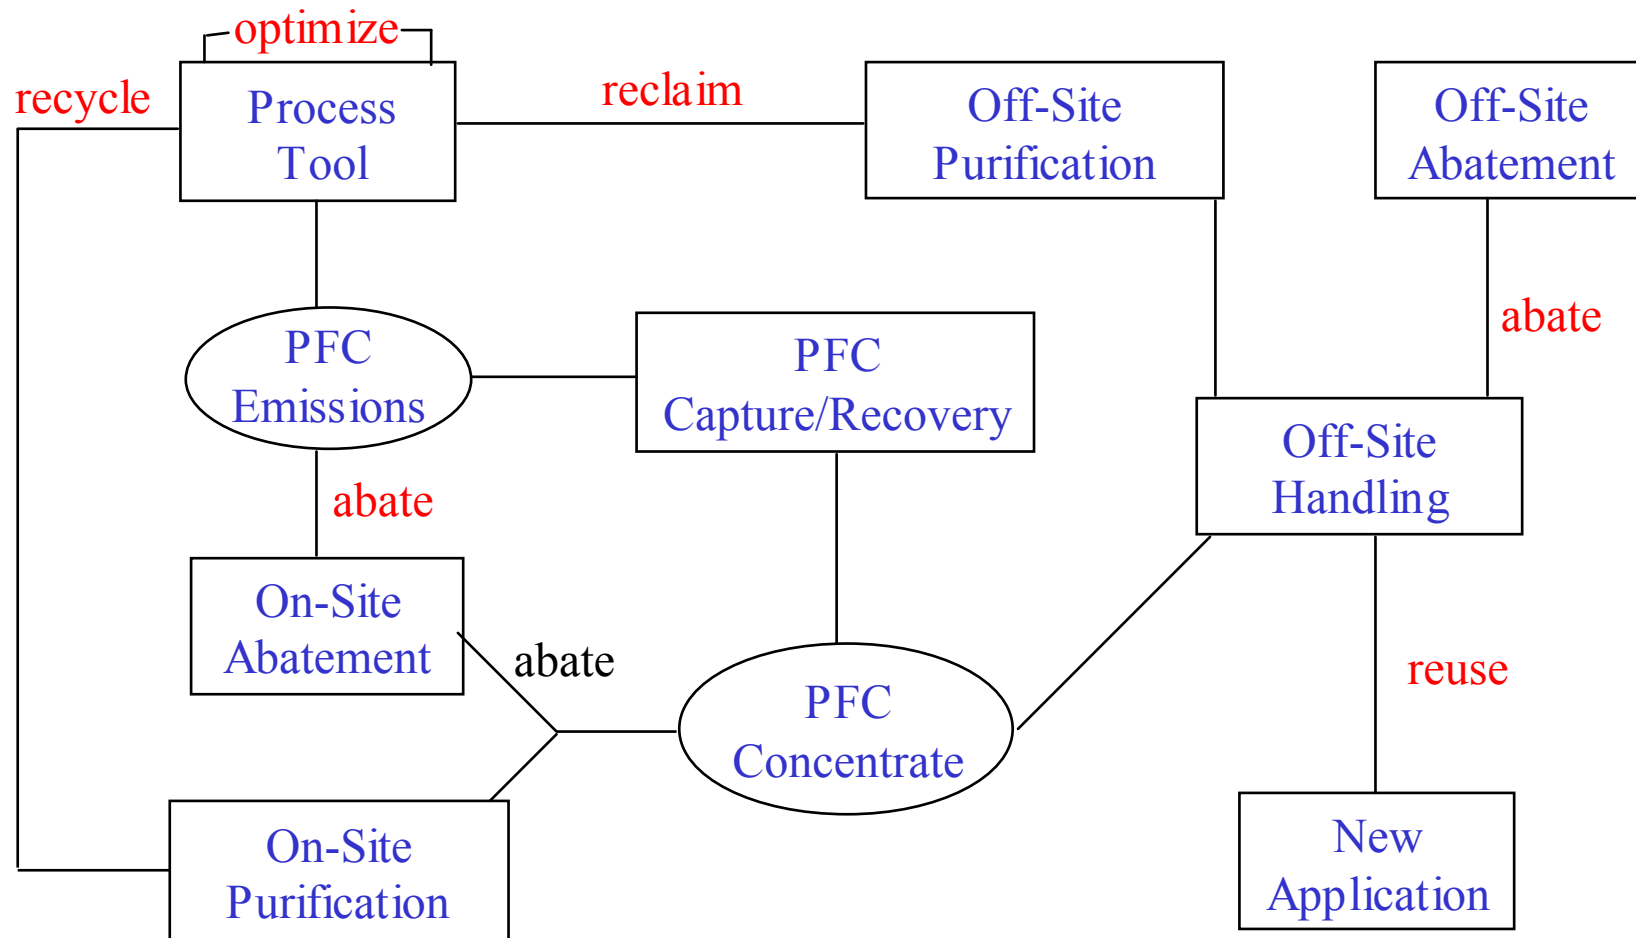 optimize
recycle
Process
Tool
reclaim
Off-Site
Purification
Off-Site
Abatement
PFC
Emissions
PFC
Capture/Recovery
abate
Off-Site
Handling
abate
On-Site
Abatement
abate
PFC
Concentrate
reuse
On-Site
Purification
New
Application